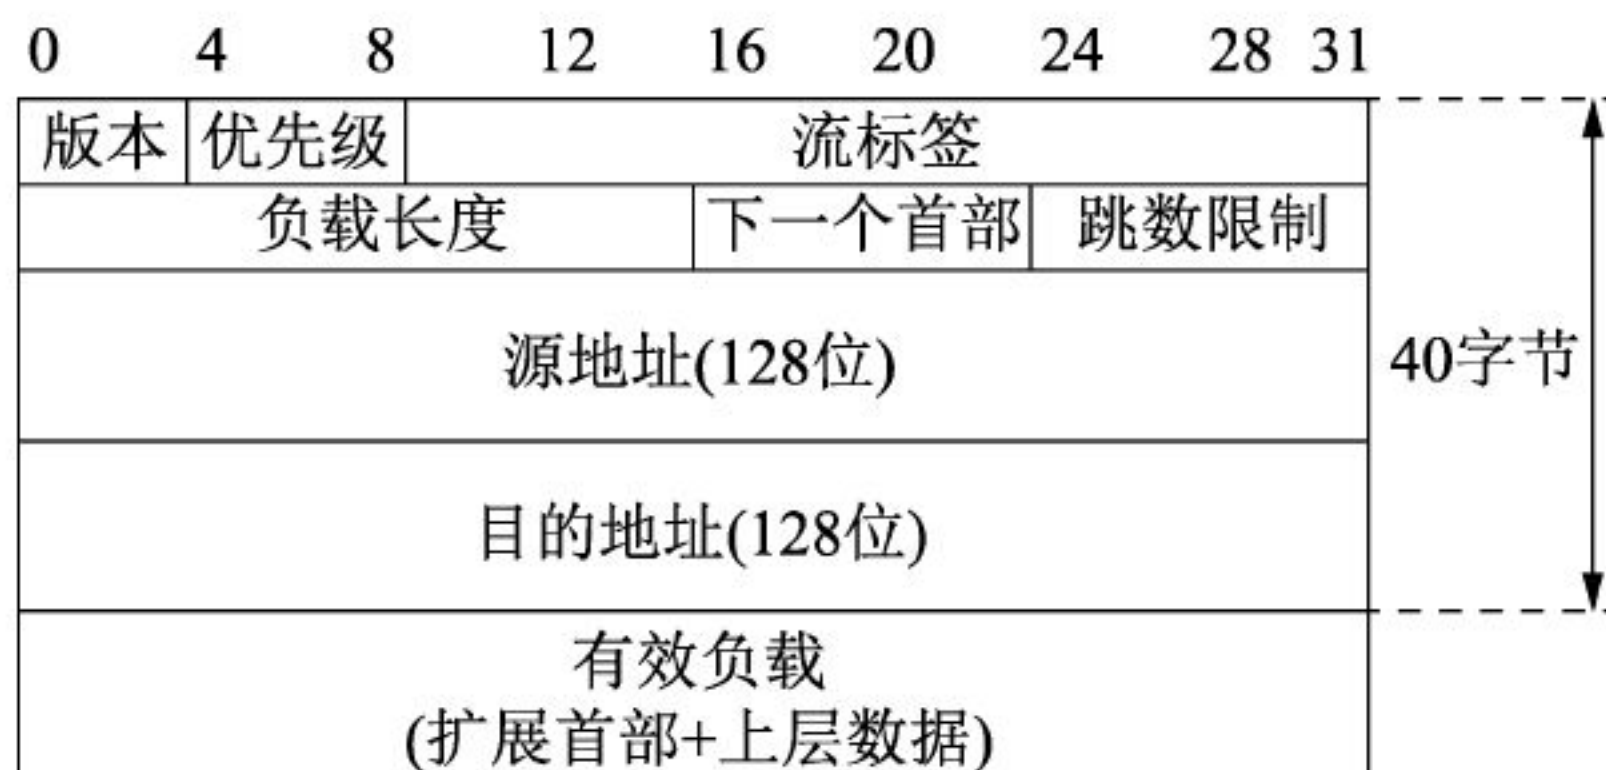 0 4 8 12 16 20 24 28 31
版本 优先级 流标签
负载长度 下一个首部 跳数限制
源地址(128位) 40字节
目的地址(128位)
有效负载
(扩展首部+上层数据)